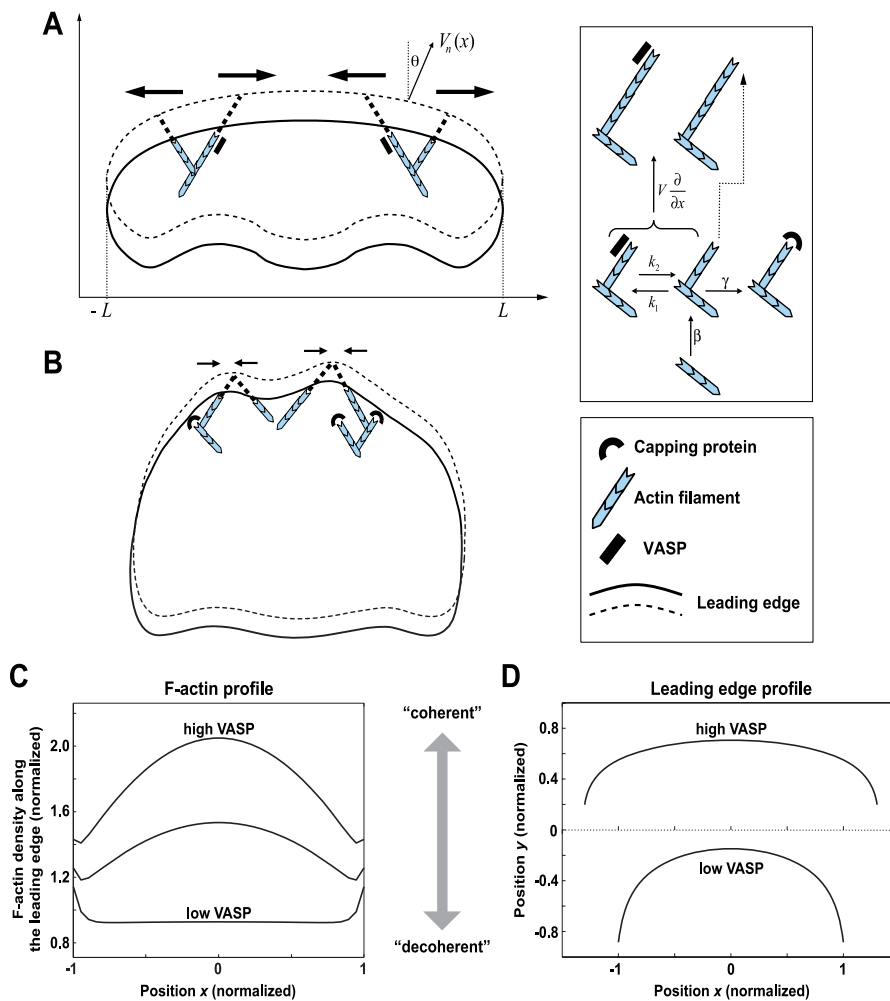 A
θ
Vn(x)
- L
L
V ∂/∂x
k2
k1
γ
β
B
Capping protein
Actin filament
VASP
Leading edge
C
F-actin profile
high VASP
low VASP
2.0
1.6
1.2
0.8
-1
0
1
F-actin density along
the leading edge (normalized)
Position x (normalized)
“coherent”
“decoherent”
D
Leading edge profile
high VASP
low VASP
0.8
0.4
0
-0.4
-0.8
-1
0
1
Position y (normalized)
Position x (normalized)